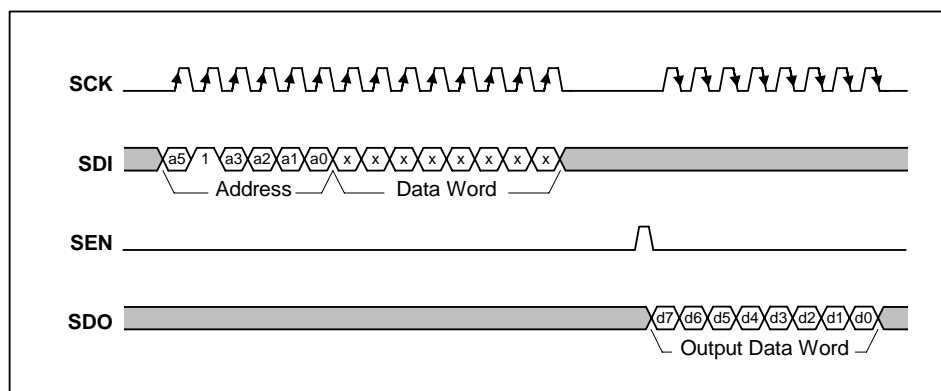 SCK
SDI a5 1 a3 a2 a1 a0 x x x x x x x x
Address Data Word
SEN
SDO d7 d6 d5 d4 d3 d2 d1 d0
Output Data Word